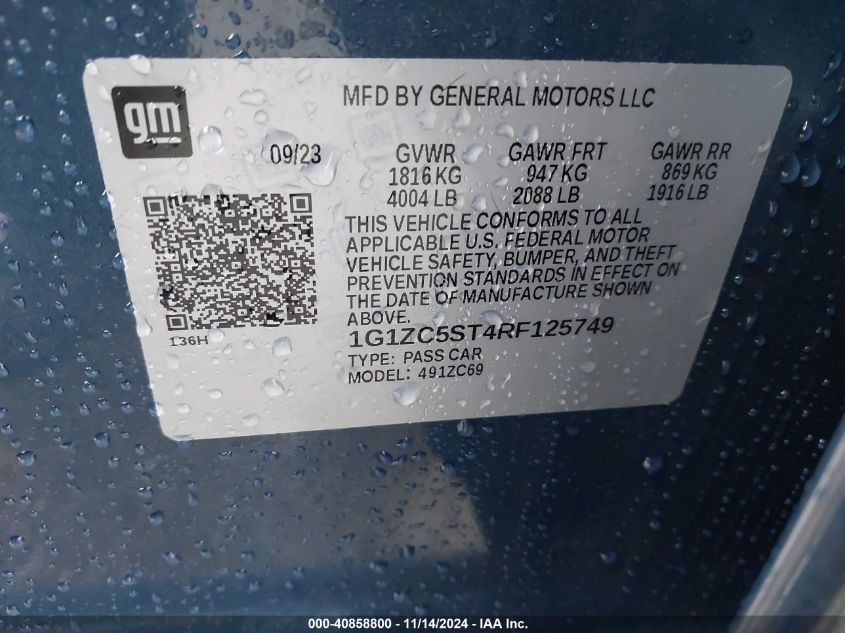 gm
MFD BY GENERAL MOTORS LLC
09/23 GVWR GAWR FRT GAWR RR
1816 KG 947 KG 869 KG
4004 LB 2088 LB 1916 LB
THIS VEHICLE CONFORMS TO ALL
APPLICABLE U.S. FEDERAL MOTOR
VEHICLE SAFETY, BUMPER, AND THEFT
PREVENTION STANDARDS IN EFFECT ON
THE DATE OF MANUFACTURE SHOWN
ABOVE.
136H
1G1ZC5ST4RF125749
TYPE: PASS CAR
MODEL: 491ZC69
000-40858800 - 11/14/2024 - IAA Inc.